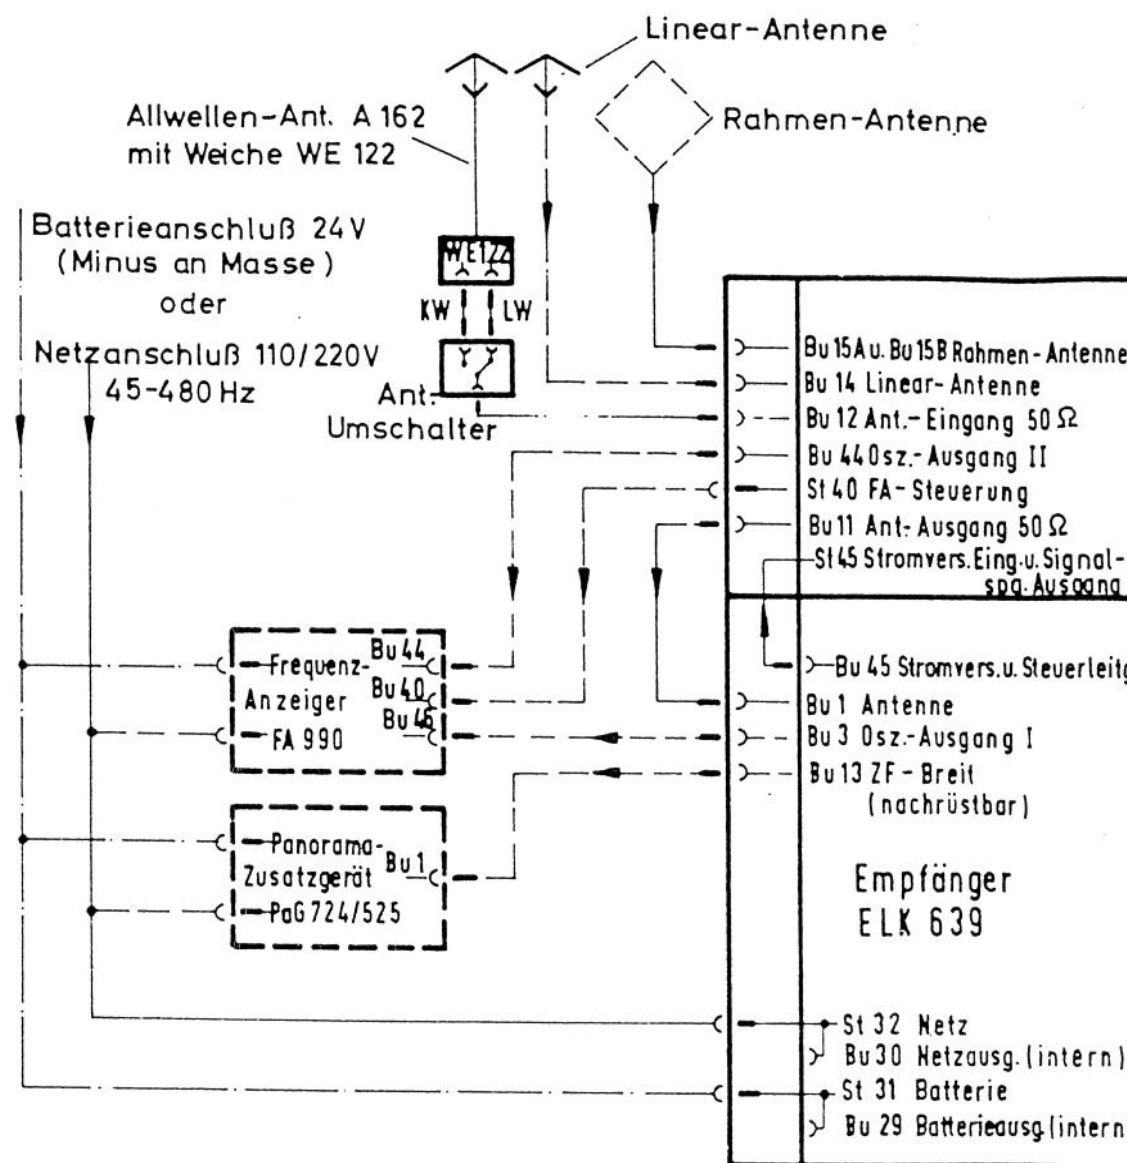 Linear-Antenne
Allwellen-Ant. A 162
mit Weiche WE 122
Rahmen-Antenne
Batterieanschluß 24V
(Minus an Masse)
oder
Netzanschluß 110/220V
45-480 Hz
WE122
KW
LW
Ant.-
Umschalter
Bu 15A u. Bu 15B Rahmen-Antenne
Bu 14 Linear-Antenne
Bu 12 Ant.-Eingang 50 Ω
Bu 44 Osz.-Ausgang II
St 40 FA-Steuerung
Bu 11 Ant.-Ausgang 50 Ω
St 45 Stromvers. Eing. u. Signal-
spg. Ausgang
Bu 45 Stromvers. u. Steuerleitg
Bu 1 Antenne
Bu 3 Osz.-Ausgang I
Bu 13 ZF-Breit
(nachrüstbar)
Frequenz-
Anzeiger
FA 990
Bu 44
Bu 40
Bu 46
Panorama-
Zusatzgerät
PaG 724/525
Bu 1
Empfänger
ELK 639
St 32 Netz
Bu 30 Netzausg. (intern)
St 31 Batterie
Bu 29 Batterieausg. (intern